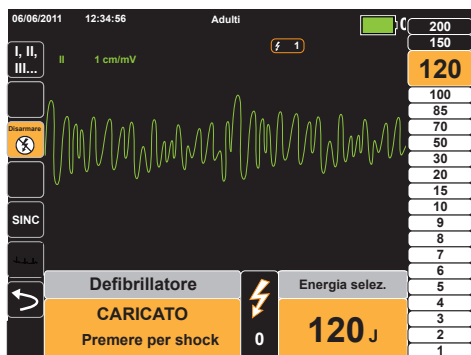 06/06/2011 12:34:56 Adulti
I, II,
III...
II 1 cm/mV
1
Disarmare
SINC
Defibrillatore
CARICATO
Premere per shock
0
Energia selez.
120 J
200
150
120
100
85
70
50
30
20
15
10
9
8
7
6
5
4
3
2
1